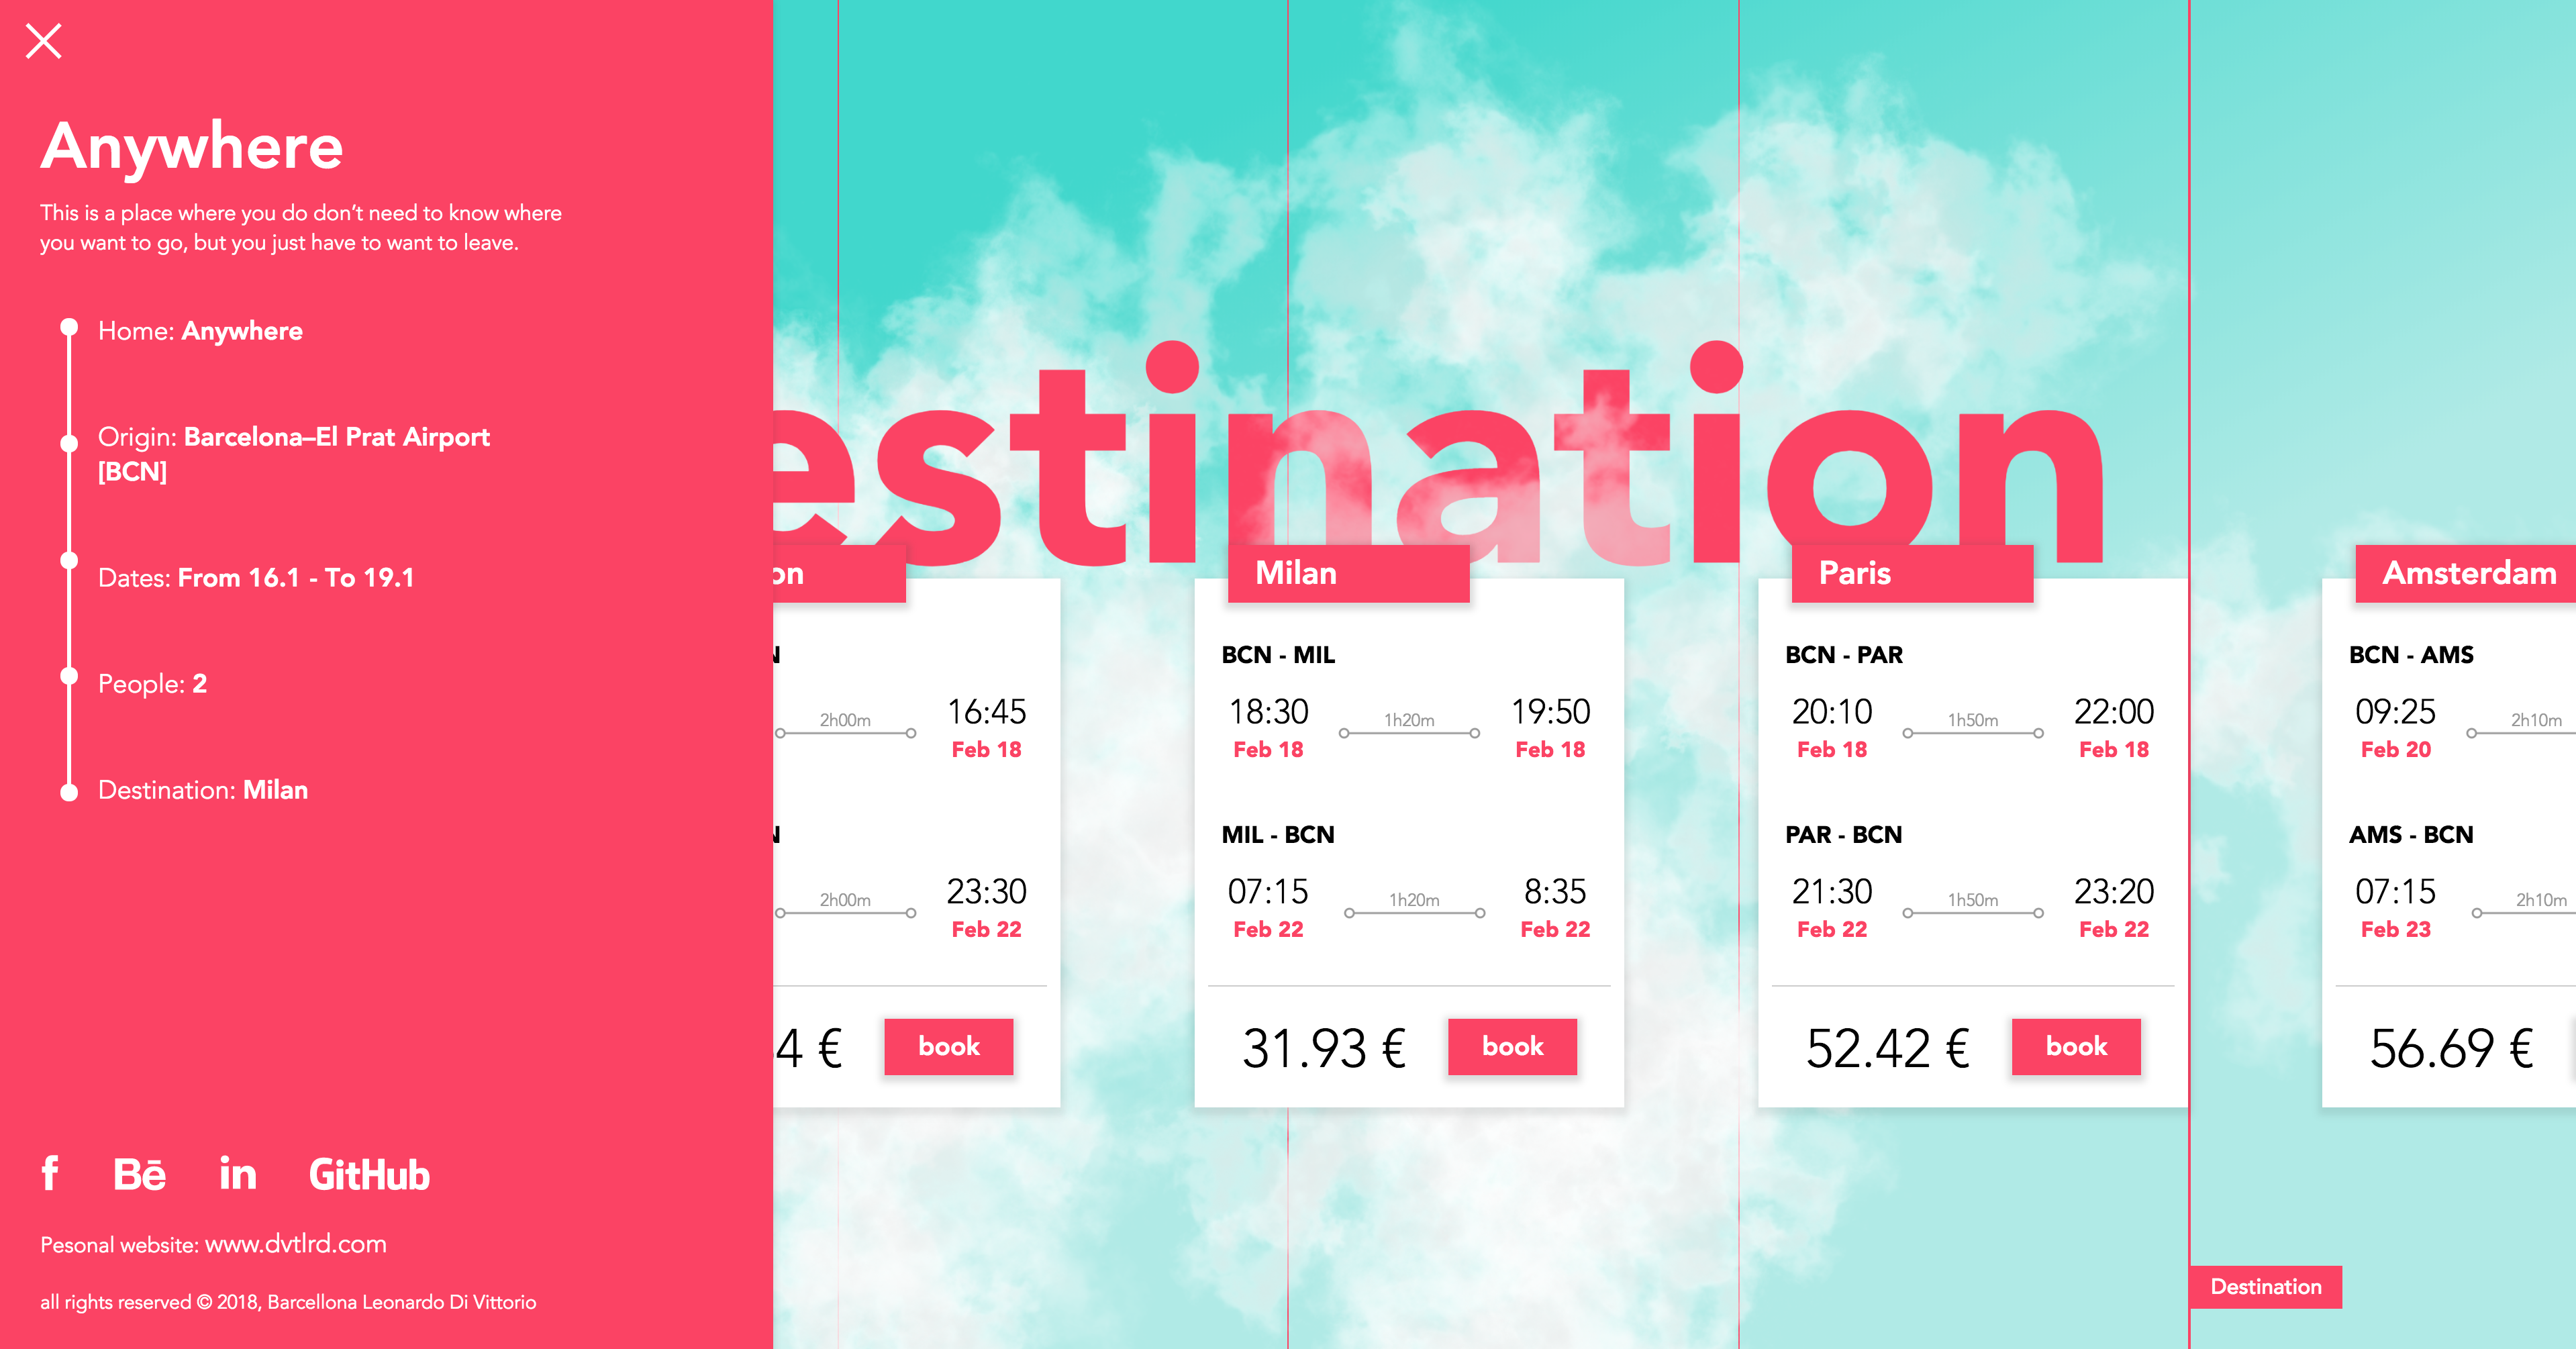 Anywhere
This is a place where you do don't need to know where
you want to go, but you just have to want to leave.
Home: Anywhere
Origin: Barcelona–El Prat Airport
[BCN]
Dates: From 16.1 - To 19.1
People: 2
Destination: Milan
f Bē in GitHub
Pesonal website: www.dvtlrd.com
all rights reserved © 2018, Barcellona Leonardo Di Vittorio
estination
on
N
2h00m
16:45
Feb 18
N
2h00m
23:30
Feb 22
4 €
book
Milan
BCN - MIL
18:30
Feb 18
1h20m
19:50
Feb 18
MIL - BCN
07:15
Feb 22
1h20m
8:35
Feb 22
31.93 €
book
Paris
BCN - PAR
20:10
Feb 18
1h50m
22:00
Feb 18
PAR - BCN
21:30
Feb 22
1h50m
23:20
Feb 22
52.42 €
book
Amsterdam
BCN - AMS
09:25
Feb 20
2h10m
AMS - BCN
07:15
Feb 23
2h10m
56.69 €
Destination